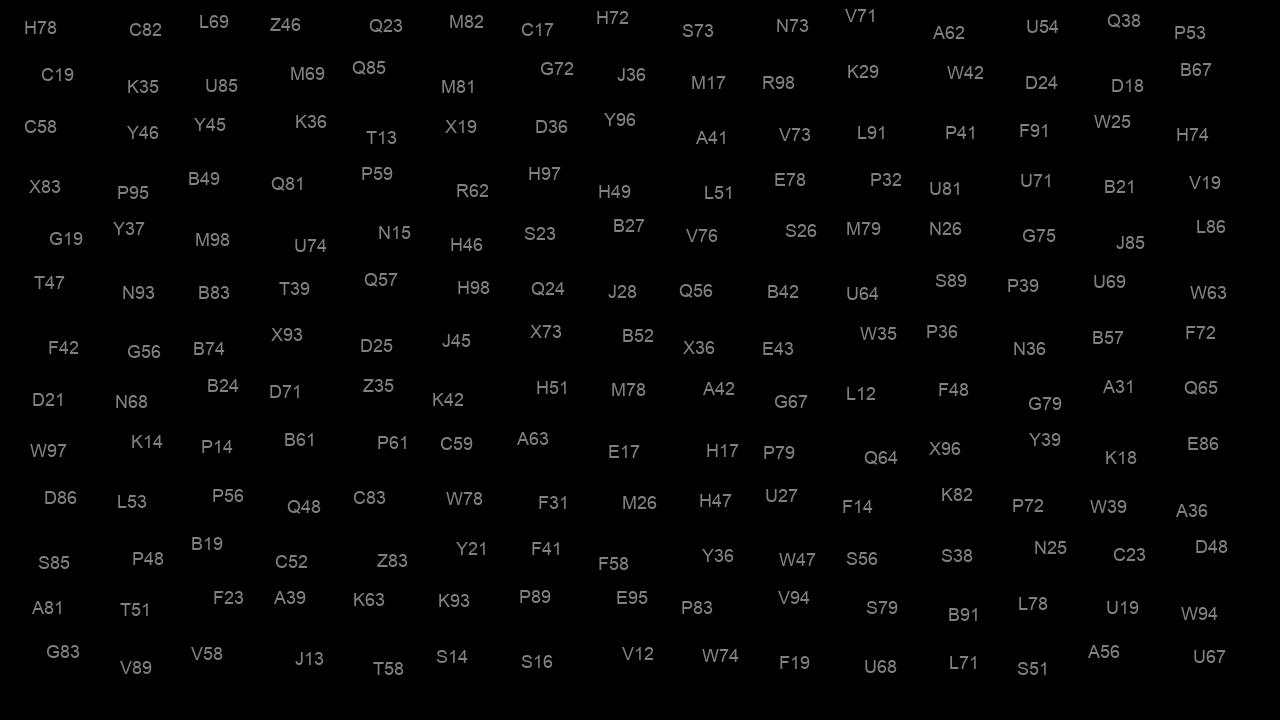 H78 C82 L69 Z46 Q23 M82 C17 H72 S73 N73 V71 A62 U54 Q38 P53
C19 K35 U85 M69 Q85 M81 G72 J36 M17 R98 K29 W42 D24 D18 B67
C58 Y46 Y45 K36 T13 X19 D36 Y96 A41 V73 L91 P41 F91 W25 H74
X83 P95 B49 Q81 P59 R62 H97 H49 L51 E78 P32 U81 U71 B21 V19
G19 Y37 M98 U74 N15 H46 S23 B27 V76 S26 M79 N26 G75 J85 L86
T47 N93 B83 T39 Q57 H98 Q24 J28 Q56 B42 U64 S89 P39 U69 W63
F42 G56 B74 X93 D25 J45 X73 B52 X36 E43 W35 P36 N36 B57 F72
D21 N68 B24 D71 Z35 K42 H51 M78 A42 G67 L12 F48 G79 A31 Q65
W97 K14 P14 B61 P61 C59 A63 E17 H17 P79 Q64 X96 Y39 K18 E86
D86 L53 P56 Q48 C83 W78 F31 M26 H47 U27 F14 K82 P72 W39 A36
S85 P48 B19 C52 Z83 Y21 F41 F58 Y36 W47 S56 S38 N25 C23 D48
A81 T51 F23 A39 K63 K93 P89 E95 P83 V94 S79 B91 L78 U19 W94
G83 V89 V58 J13 T58 S14 S16 V12 W74 F19 U68 L71 S51 A56 U67